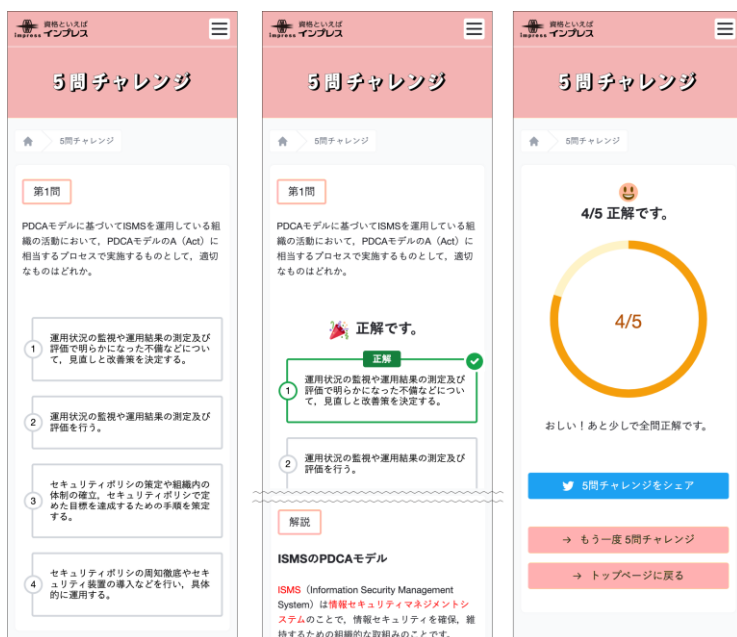 資格といえば
Impress インプレス
5問チャレンジ
5問チャレンジ
第1問
PDCAモデルに基づいてISMSを運用している組
織の活動において，PDCAモデルのA（Act）に
相当するプロセスで実施するものとして，適切
なものはどれか。
1
運用状況の監視や運用結果の測定及び
評価で明らかになった不備などについ
て，見直しと改善策を決定する。
2
運用状況の監視や運用結果の測定及び
評価を行う。
3
セキュリティポリシの策定や組織内の
体制の確立，セキュリティポリシで定
めた目標を達成するための手順を策定
する。
4
セキュリティポリシの周知徹底やセキ
ュリティ装置の導入などを行い，具体
的に運用する。
資格といえば
Impress インプレス
5問チャレンジ
5問チャレンジ
第1問
PDCAモデルに基づいてISMSを運用している組
織の活動において，PDCAモデルのA（Act）に
相当するプロセスで実施するものとして，適切
なものはどれか。
正解です。
正解
1
運用状況の監視や運用結果の測定及び
評価で明らかになった不備などについ
て，見直しと改善策を決定する。
2
運用状況の監視や運用結果の測定及び
評価を行う。
解説
ISMSのPDCAモデル
ISMS（Information Security Management
System）は情報セキュリティマネジメントシ
ステムのことで，情報セキュリティを確保，維
持するための組織的な取組みのことです。
資格といえば
Impress インプレス
5問チャレンジ
5問チャレンジ
4/5 正解です。
4/5
おしい！あと少しで全問正解です。
5問チャレンジをシェア
→ もう一度 5問チャレンジ
→ トップページに戻る